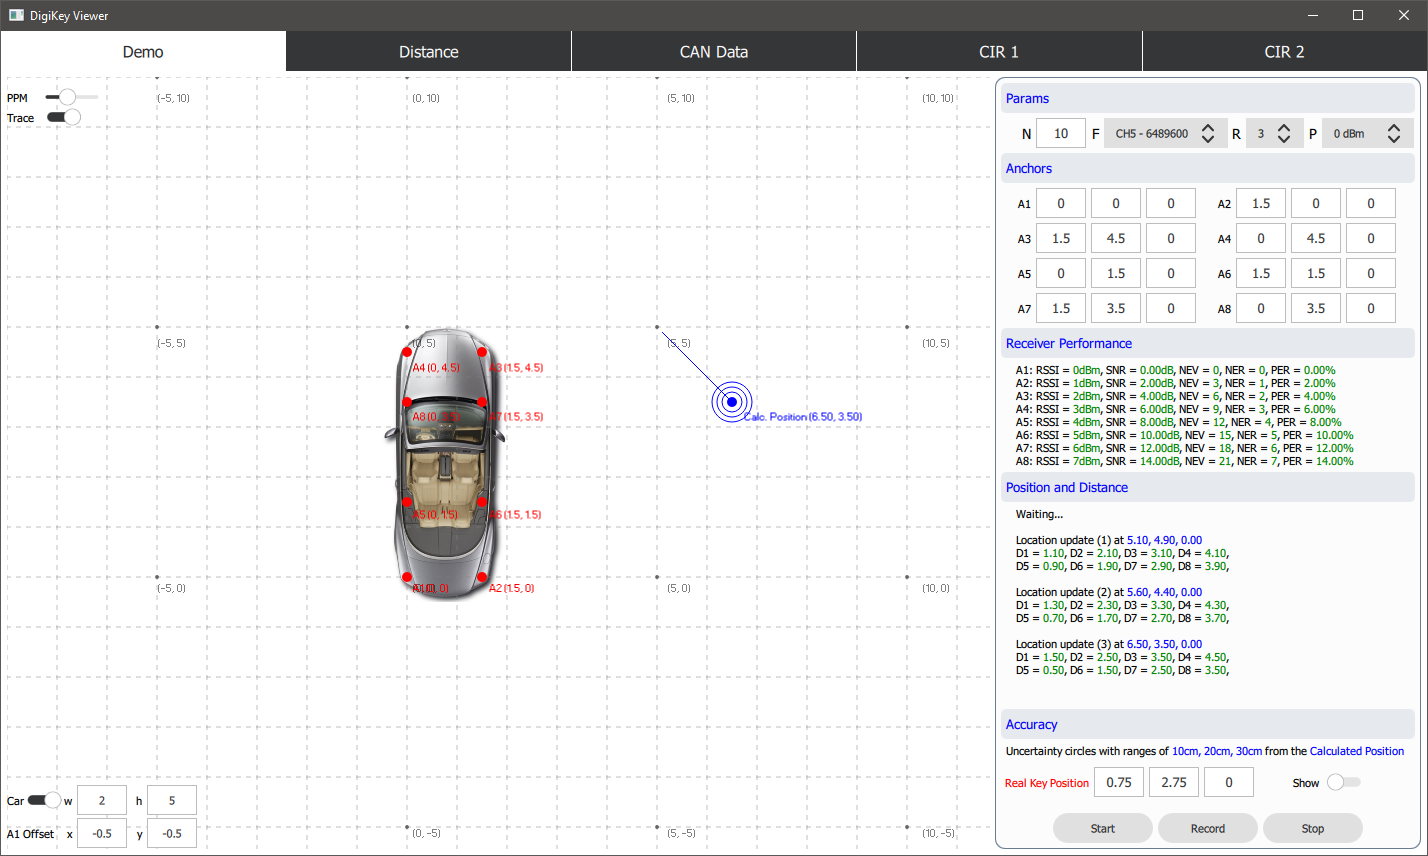 DigiKey Viewer
Demo Distance CAN Data CIR 1 CIR 2
PPM
Trace
(-5, 10) (0, 10) (5, 10) (10, 10)
(-5, 5) (0, 5) (5, 5) (10, 5)
A4 (0, 4.5) A3 (1.5, 4.5)
A8 (0, 3.5) A7 (1.5, 3.5)
Calc. Position (6.50, 3.50)
A5 (0, 1.5) A6 (1.5, 1.5)
(-5, 0) (0, 0) A2 (1.5, 0) (5, 0) (10, 0)
(0, -5) (5, -5) (10, -5)
Car w 2 h 5
A1 Offset x -0.5 y -0.5
Params
N 10 F CH5 - 6489600 R 3 P 0 dBm
Anchors
A1 0 0 0 A2 1.5 0 0
A3 1.5 4.5 0 A4 0 4.5 0
A5 0 1.5 0 A6 1.5 1.5 0
A7 1.5 3.5 0 A8 0 3.5 0
Receiver Performance
A1: RSSI = 0dBm, SNR = 0.00dB, NEV = 0, NER = 0, PER = 0.00%
A2: RSSI = 1dBm, SNR = 2.00dB, NEV = 3, NER = 1, PER = 2.00%
A3: RSSI = 2dBm, SNR = 4.00dB, NEV = 6, NER = 2, PER = 4.00%
A4: RSSI = 3dBm, SNR = 6.00dB, NEV = 9, NER = 3, PER = 6.00%
A5: RSSI = 4dBm, SNR = 8.00dB, NEV = 12, NER = 4, PER = 8.00%
A6: RSSI = 5dBm, SNR = 10.00dB, NEV = 15, NER = 5, PER = 10.00%
A7: RSSI = 6dBm, SNR = 12.00dB, NEV = 18, NER = 6, PER = 12.00%
A8: RSSI = 7dBm, SNR = 14.00dB, NEV = 21, NER = 7, PER = 14.00%
Position and Distance
Waiting...
Location update (1) at 5.10, 4.90, 0.00
D1 = 1.10, D2 = 2.10, D3 = 3.10, D4 = 4.10,
D5 = 0.90, D6 = 1.90, D7 = 2.90, D8 = 3.90,
Location update (2) at 5.60, 4.40, 0.00
D1 = 1.30, D2 = 2.30, D3 = 3.30, D4 = 4.30,
D5 = 0.70, D6 = 1.70, D7 = 2.70, D8 = 3.70,
Location update (3) at 6.50, 3.50, 0.00
D1 = 1.50, D2 = 2.50, D3 = 3.50, D4 = 4.50,
D5 = 0.50, D6 = 1.50, D7 = 2.50, D8 = 3.50,
Accuracy
Uncertainty circles with ranges of 10cm, 20cm, 30cm from the Calculated Position
Real Key Position 0.75 2.75 0 Show
Start Record Stop